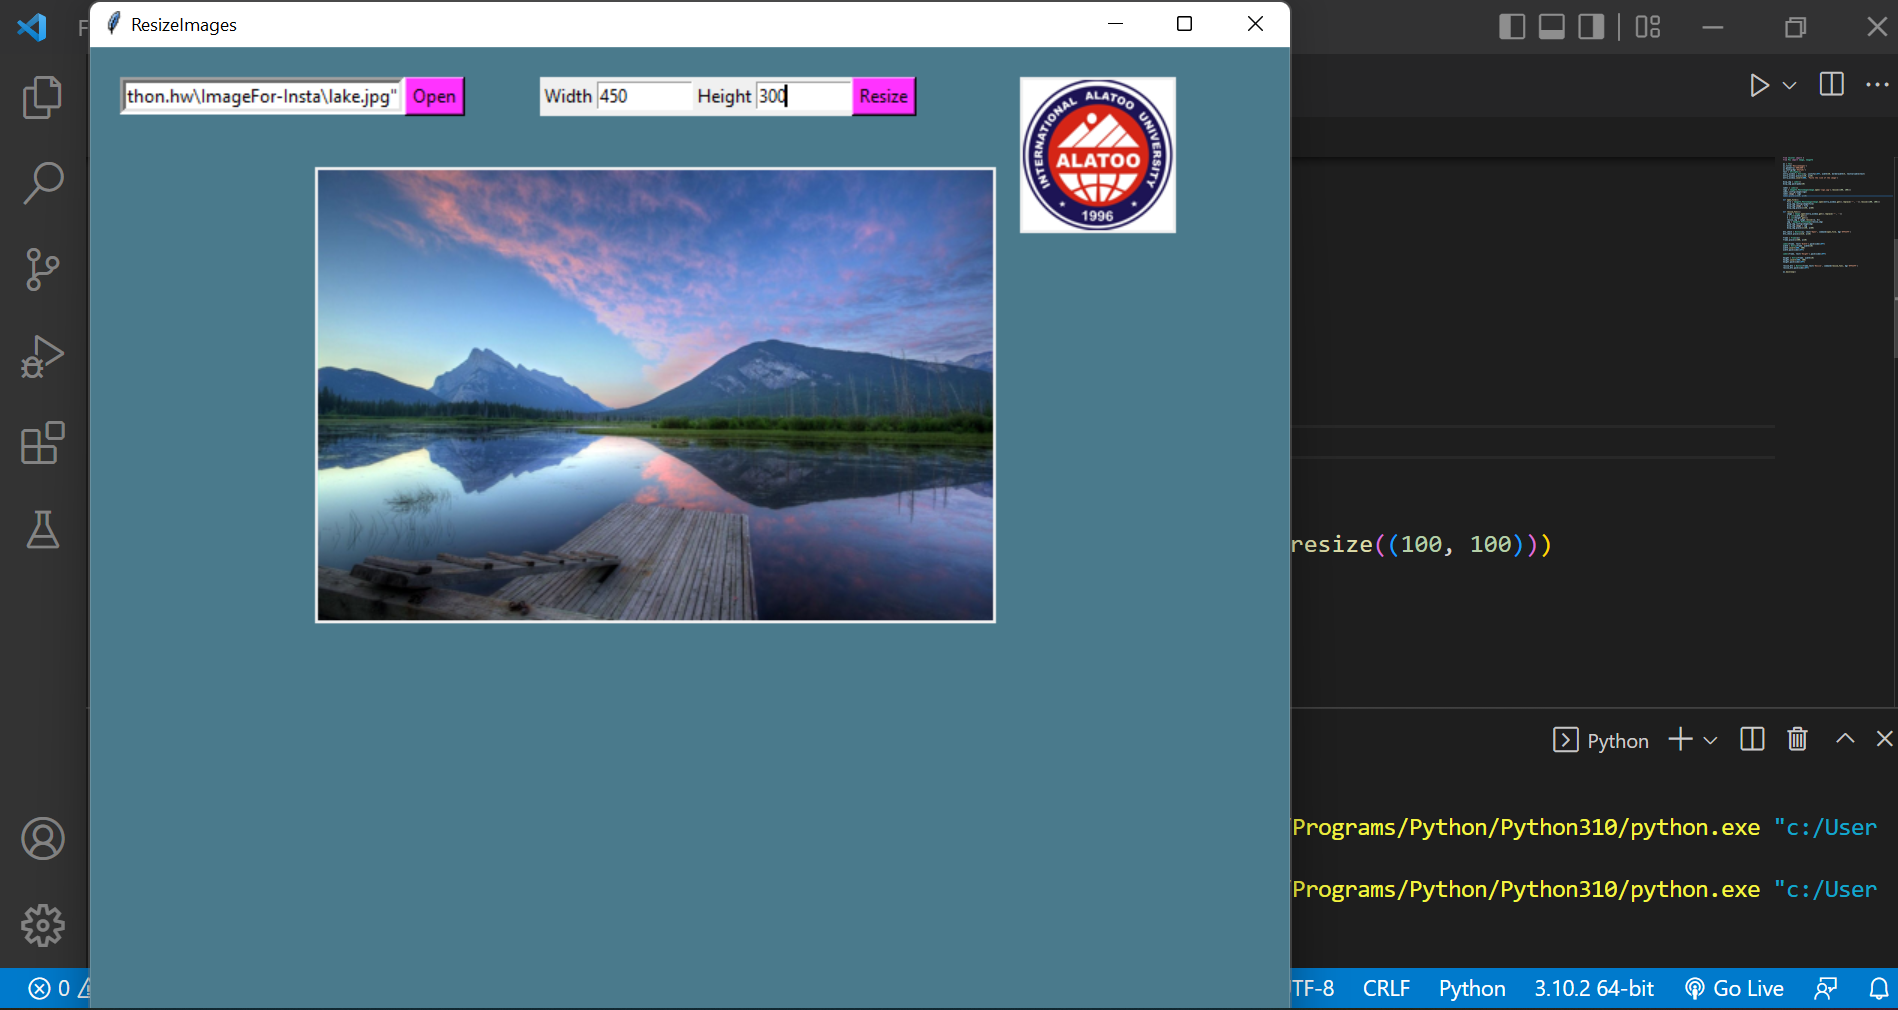 F
ResizeImages
thon.hw\ImageFor-Insta\lake.jpg" Open
Width 450 Height 300 Resize
INTERNATIONAL ALATOO UNIVERSITY
ALATOO
1996
resize((100, 100)))
Python
/Programs/Python/Python310/python.exe "c:/User
/Programs/Python/Python310/python.exe "c:/User
0
TF-8 CRLF Python 3.10.2 64-bit Go Live